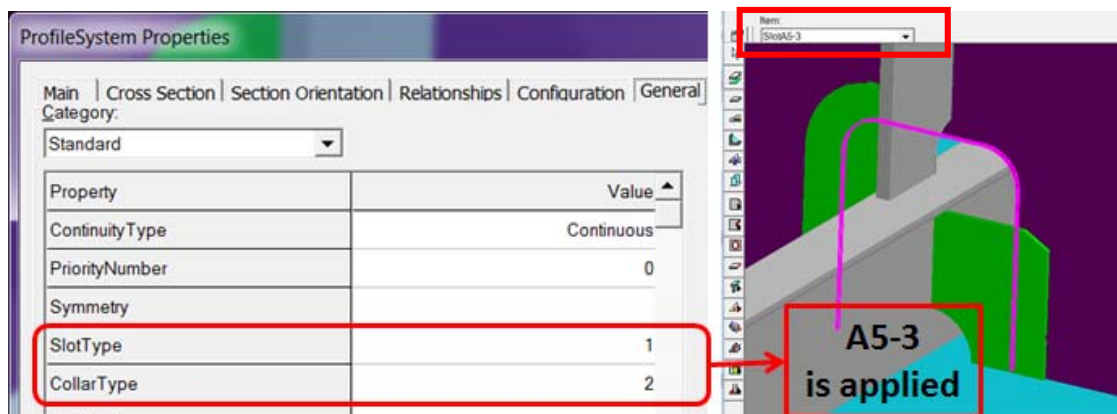 ProfileSystem Properties
Main Cross Section Section Orientation Relationships Configuration General
Category:
Standard
Property Value
ContinuityType Continuous
PriorityNumber 0
Symmetry
SlotType 1
CollarType 2
Item:
SlotA5-3
A5-3
is applied